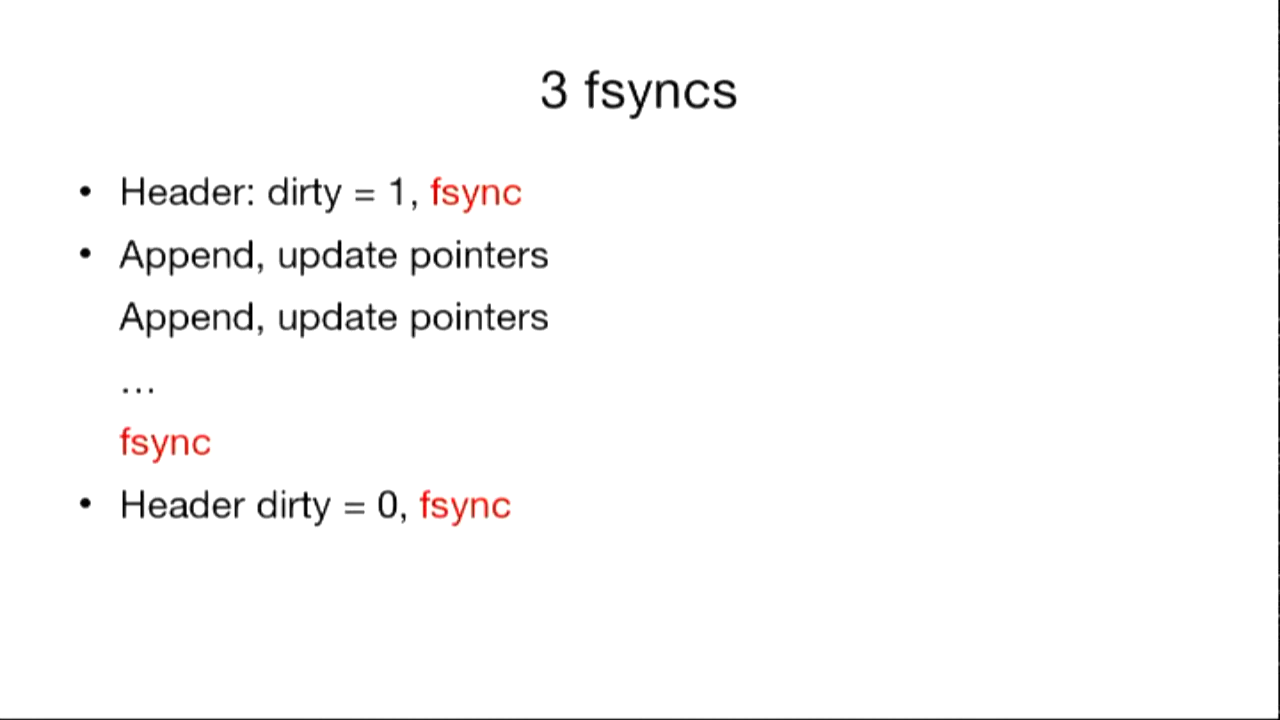 3 fsyncs
• Header: dirty = 1, fsync
• Append, update pointers
Append, update pointers
…
fsync
• Header dirty = 0, fsync